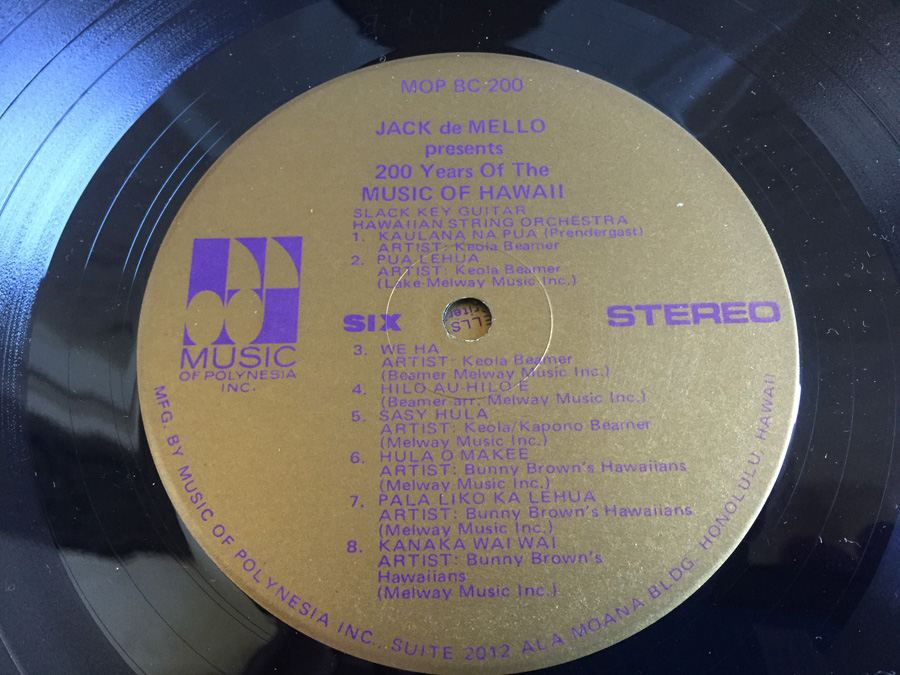 MOP BC-200
JACK de MELLO
presents
200 Years Of The
MUSIC OF HAWAII
SLACK KEY GUITAR
HAWAIIAN STRING ORCHESTRA
1. KAULANA NA PUA (Prendergast)
ARTIST: Keola Beamer
2. PUA LEHUA
ARTIST: Keola Beamer
(Lake-Melway Music Inc.)
SIX
STEREO
ELLS
3. WE HA
ARTIST: Keola Beamer
(Beamer Melway Music Inc.)
4. HILO AU-HILO E
(Beamer arr. Melway Music Inc.)
5. SASY HULA
ARTIST: Keola/Kapono Beamer
(Melway Music Inc.)
6. HULA O MAKEE
ARTIST: Bunny Brown's Hawaiians
(Melway Music Inc.)
7. PALA LIKO KA LEHUA
ARTIST: Bunny Brown's Hawaiians
(Melway Music Inc.)
8. KANAKA WAI WAI
ARTIST: Bunny Brown's
Hawaiians
(Melway Music Inc.)
MUSIC
OF POLYNESIA
INC.
MFG. BY MUSIC OF POLYNESIA INC., SUITE 2012 ALA MOANA BLDG. HONOLULU, HAWAII